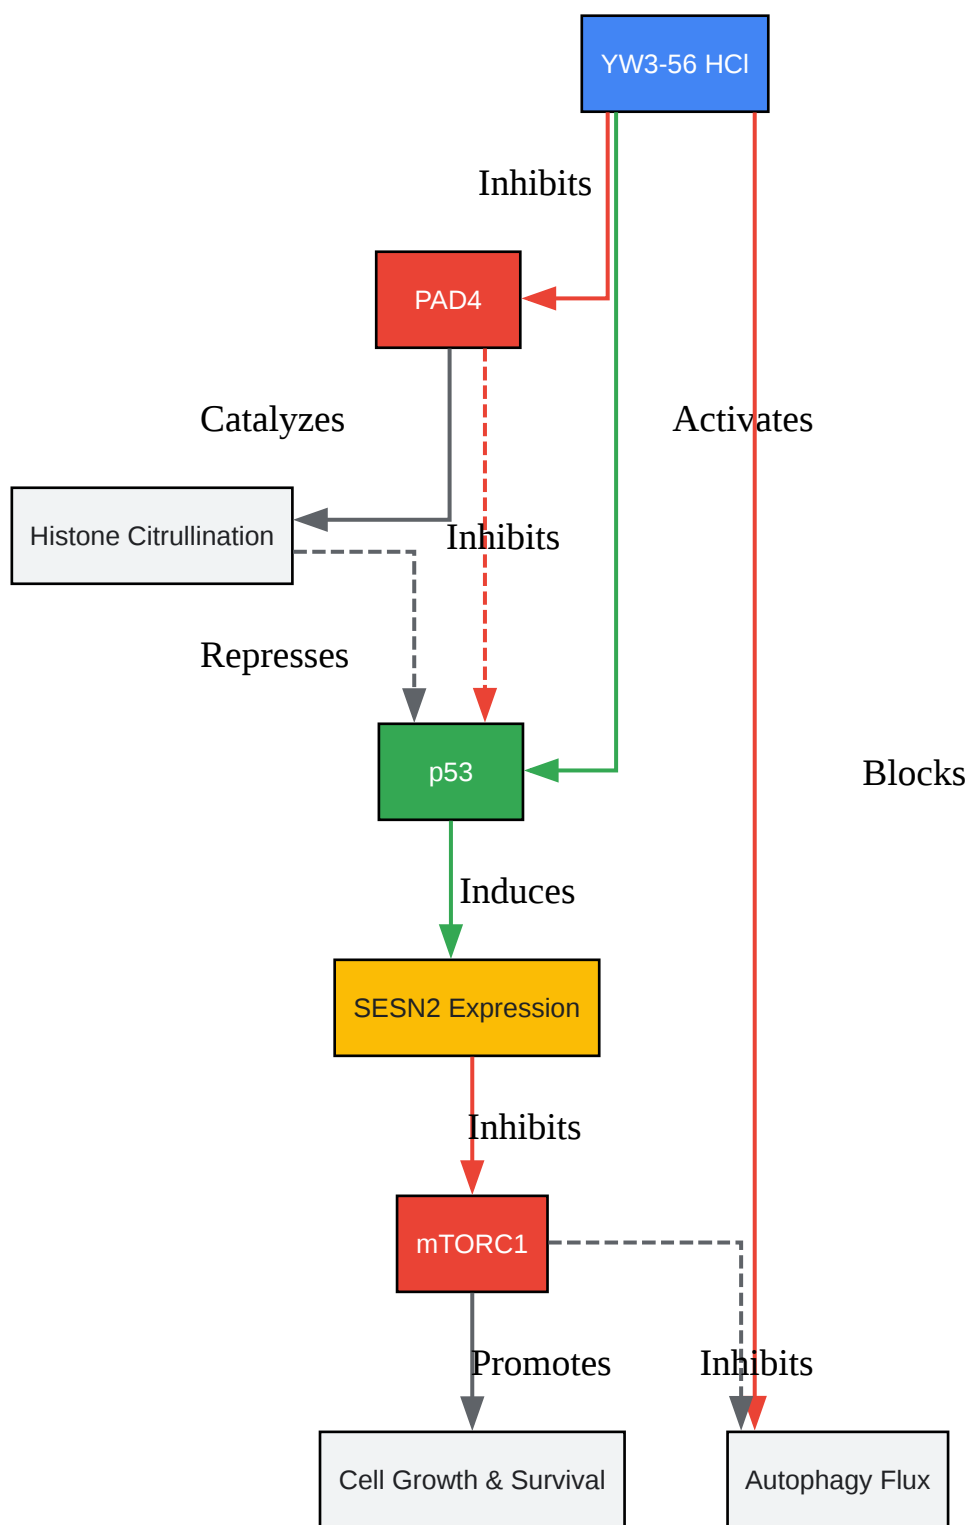 YW3-56 HCl
Inhibits
PAD4
Catalyzes
Activates
Histone Citrullination
Inhibits
Represses
p53
Blocks
Induces
SESN2 Expression
Inhibits
mTORC1
Promotes
Inhibits
Cell Growth & Survival
Autophagy Flux